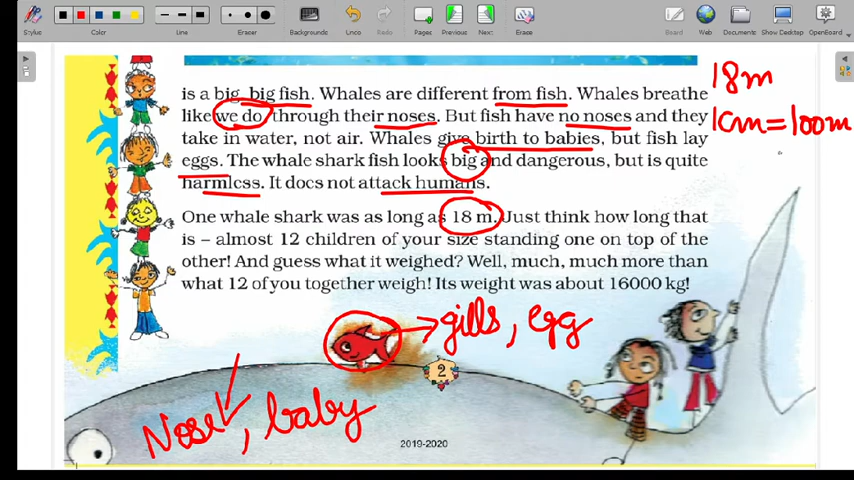 Stylus
Color
Line
Eraser
Undo
Redo
Pages
Previous
Next
Erase
Board
Web
Documents
Show Desktop
OpenBoard
is a big, big fish. Whales are different from fish. Whales breathe
like we do, through their noses. But fish have no noses and they
take in water, not air. Whales give birth to babies, but fish lay
eggs. The whale shark fish looks big and dangerous, but is quite
harmless. It does not attack humans.
One whale shark was as long as 18 m. Just think how long that
is – almost 12 children of your size standing one on top of the
other! And guess what it weighed? Well, much, much more than
what 12 of you together weigh! Its weight was about 16000 kg!
18m
1cm=100m
gills, egg
Nose, baby
2
2019-2020